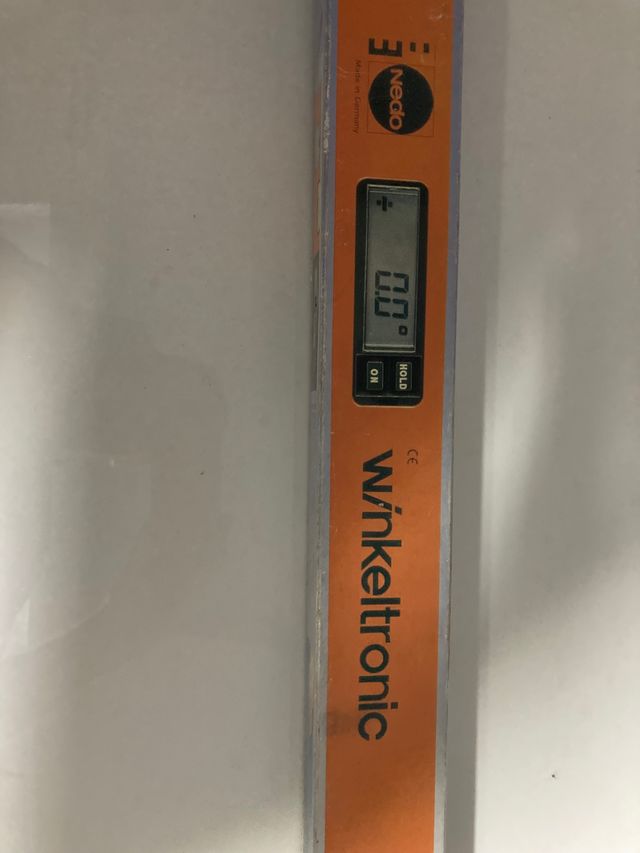 Nedo
Made in Germany
0.0°
HOLD
ON
CE
winkeltronic